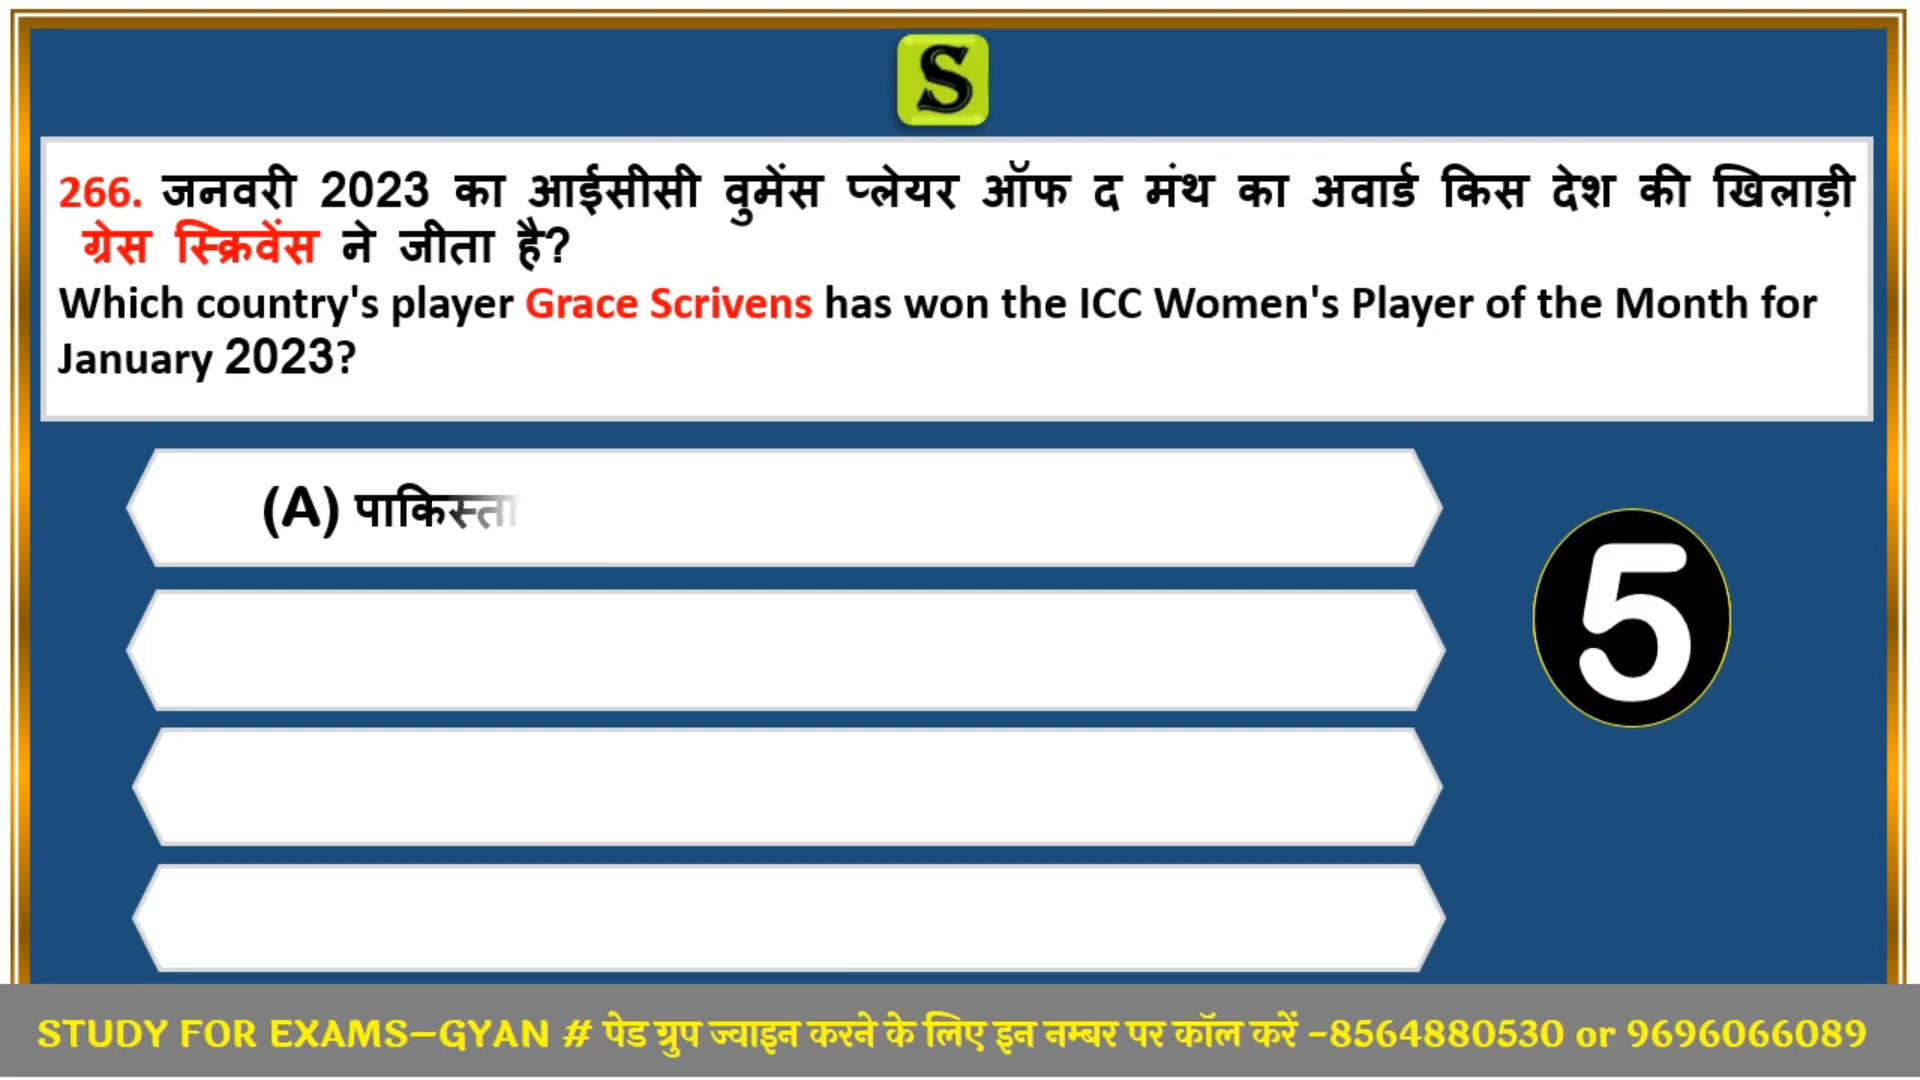 S
266. जनवरी 2023 का आईसीसी वुमेंस प्लेयर ऑफ द मंथ का अवार्ड किस देश की खिलाड़ी
ग्रेस स्क्रिवेंस ने जीता है?
Which country's player Grace Scrivens has won the ICC Women's Player of the Month for
January 2023?
(A) पाकिस्ता
5
STUDY FOR EXAMS–GYAN # पेड ग्रुप ज्वाइन करने के लिए इन नम्बर पर कॉल करें -8564880530 or 9696066089